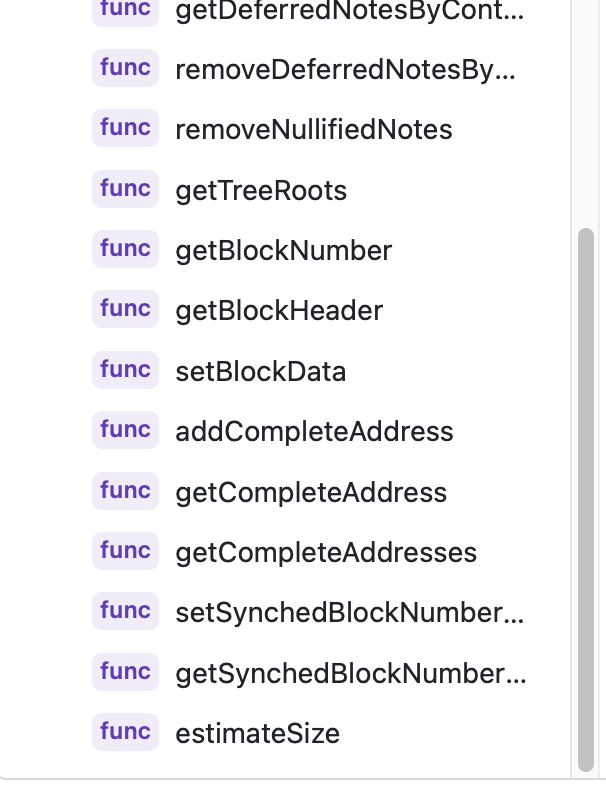 func getDeferredNotesByCont...
func removeDeferredNotesBy...
func removeNullifiedNotes
func getTreeRoots
func getBlockNumber
func getBlockHeader
func setBlockData
func addCompleteAddress
func getCompleteAddress
func getCompleteAddresses
func setSynchedBlockNumber...
func getSynchedBlockNumber...
func estimateSize